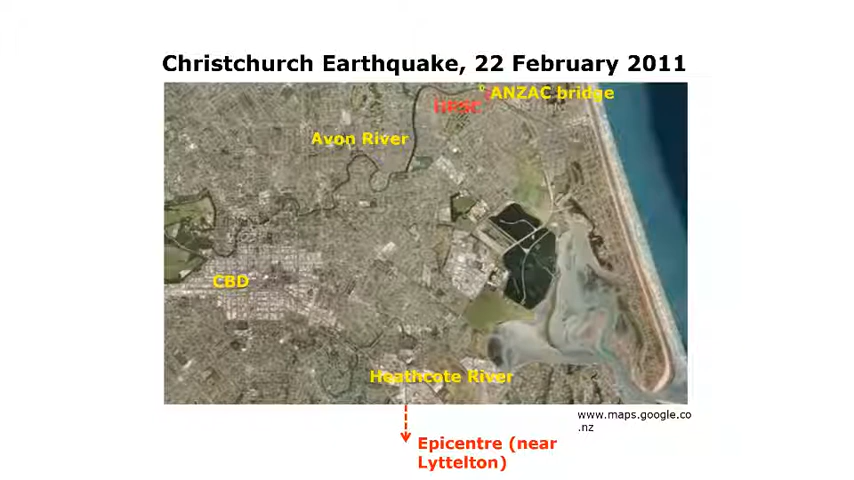 Christchurch Earthquake, 22 February 2011
ANZAC bridge
HPSC
Avon River
CBD
Heathcote River
www.maps.google.co
.nz
Epicentre (near
Lyttelton)